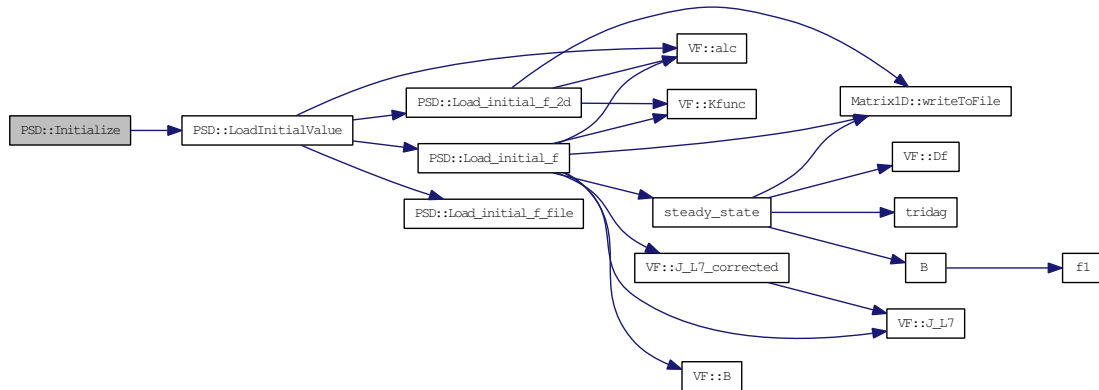 PSD::Initialize
PSD::LoadInitialValue
PSD::Load_initial_f_2d
PSD::Load_initial_f
PSD::Load_initial_f_file
VF::alc
VF::Kfunc
steady_state
VF::J_L7_corrected
VF::B
Matrix1D::writeToFile
VF::Df
tridag
B
VF::J_L7
f1